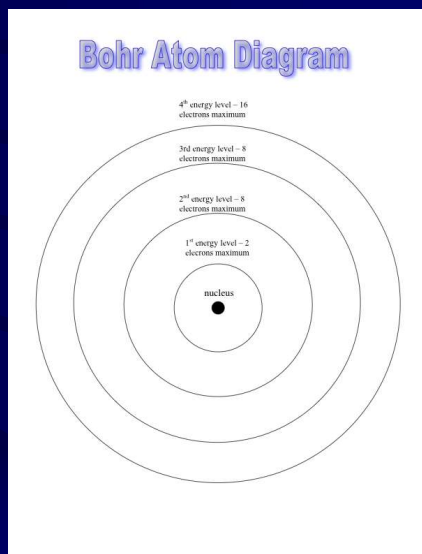 Bohr Atom Diagram
4th energy level – 16
electrons maximum
3rd energy level – 8
electrons maximum
2nd energy level – 8
electrons maximum
1st energy level – 2
elecrons maximum
nucleus